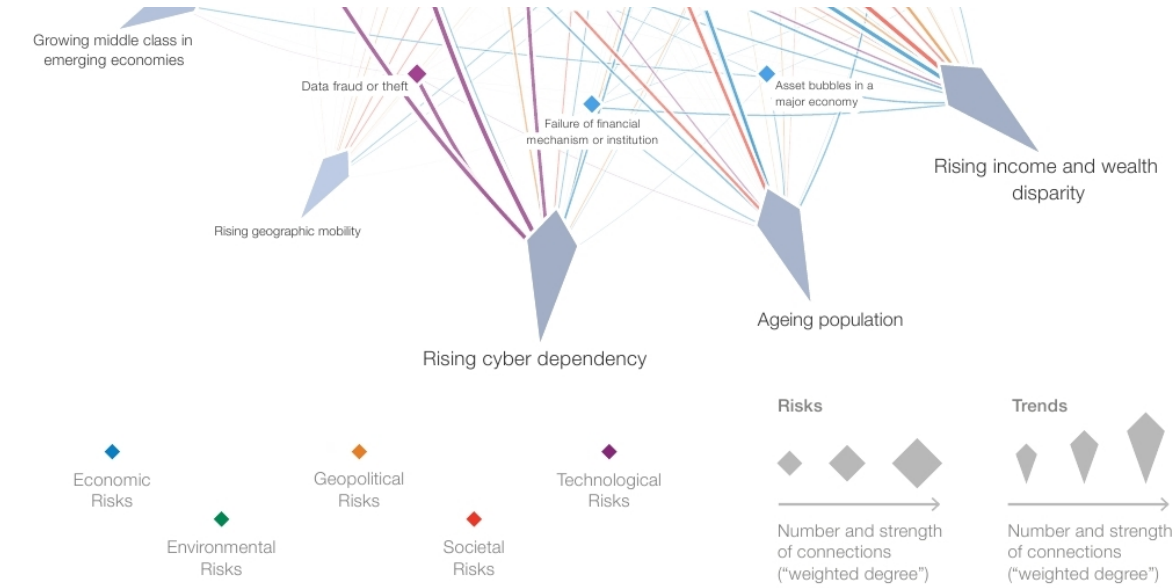 Growing middle class in
emerging economies
Data fraud or theft
Asset bubbles in a
major economy
Failure of financial
mechanism or institution
Rising income and wealth
disparity
Rising geographic mobility
Ageing population
Rising cyber dependency
Risks
Trends
Economic
Risks
Geopolitical
Risks
Technological
Risks
Environmental
Risks
Societal
Risks
Number and strength
of connections
(“weighted degree”)
Number and strength
of connections
(“weighted degree”)